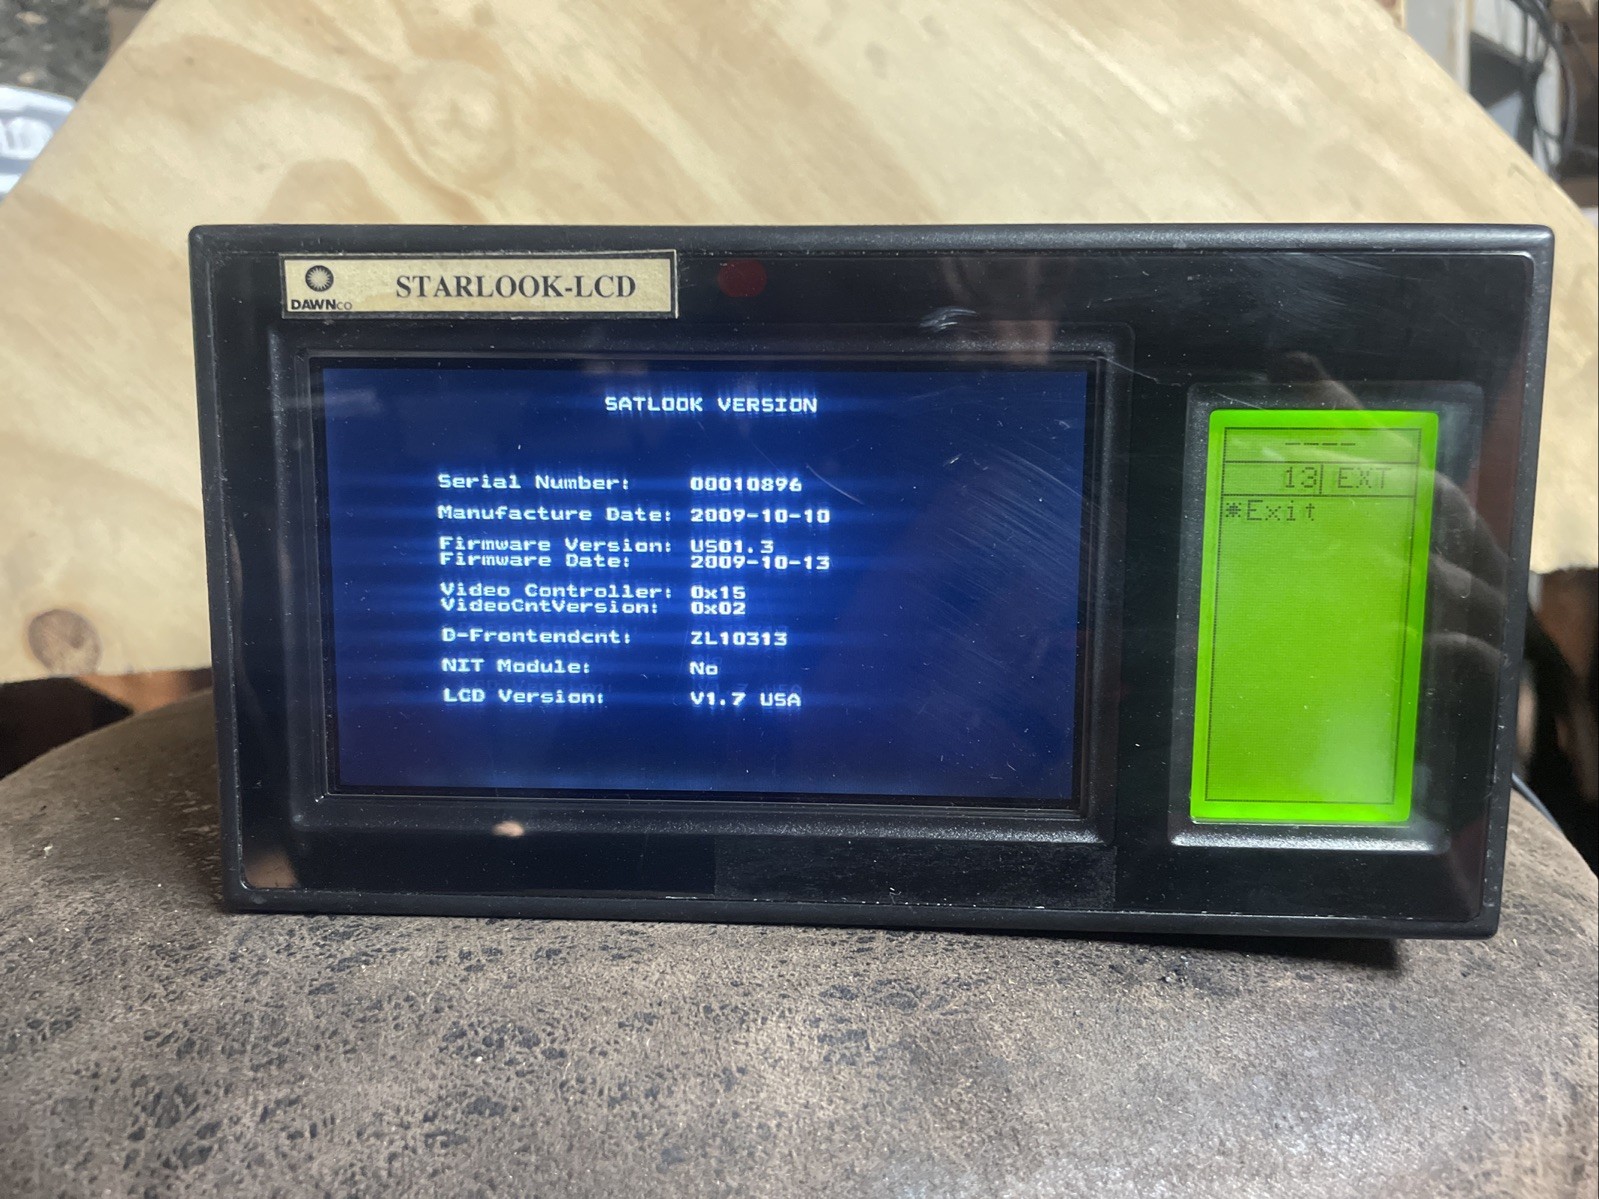 DAWNCO
STARLOOK-LCD
SATLOOK VERSION
Serial Number: 00010896
Manufacture Date: 2009-10-10
Firmware Version: US01.3
Firmware Date: 2009-10-13
Video Controller: 0x15
VideoCntVersion: 0x02
D-Frontendcnt: ZL10313
NIT Module: No
LCD Version: V1.7 USA
----
13 EXT
*Exit